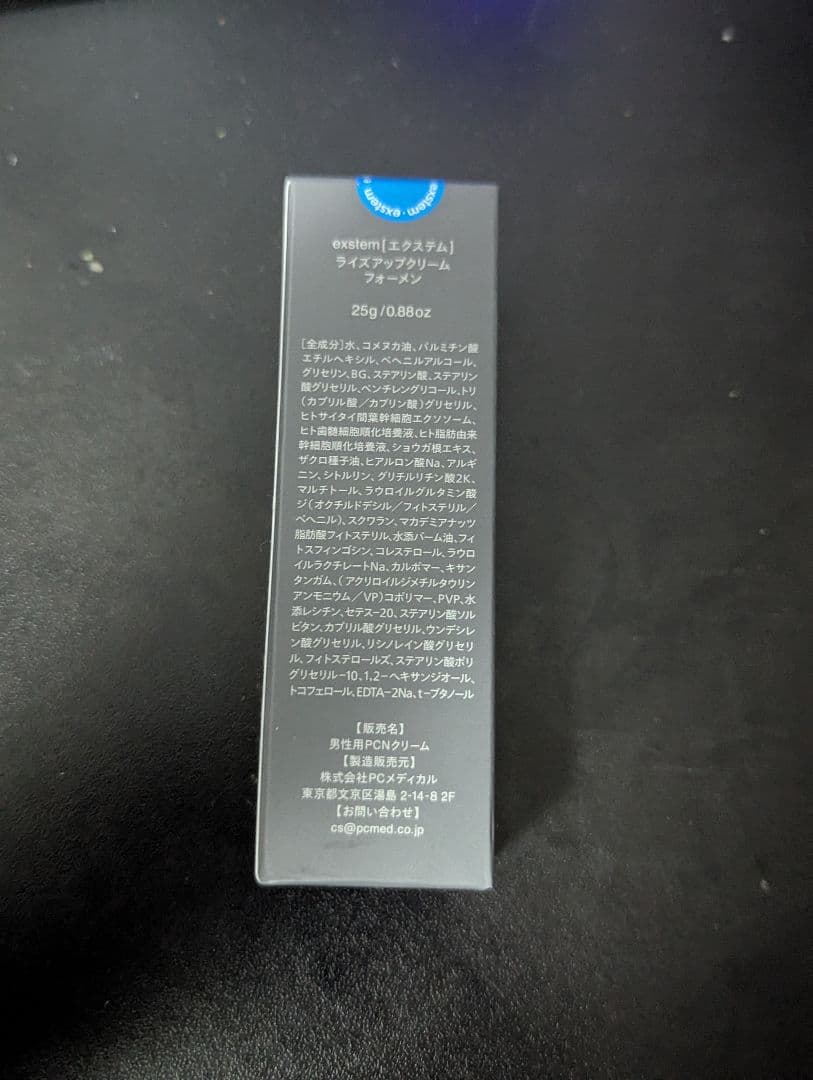 exstem・exstem
exstem[エクステム]
ライズアップクリーム
フォーメン
25g/0.88oz
[全成分]水、コメヌカ油、パルミチン酸
エチルヘキシル、ベヘニルアルコール、
グリセリン、BG、ステアリン酸、ステアリン
酸グリセリル、ペンチレングリコール、トリ
(カプリル酸/カプリン酸)グリセリル、
ヒトサイタイ間葉幹細胞エクソソーム、
ヒト歯髄細胞順化培養液、ヒト脂肪由来
幹細胞順化培養液、ショウガ根エキス、
ザクロ種子油、ヒアルロン酸Na、アルギ
ニン、シトルリン、グリチルリチン酸2K、
マルチトール、ラウロイルグルタミン酸
ジ(オクチルドデシル/フィトステリル/
ベヘニル)、スクワラン、マカデミアナッツ
脂肪酸フィトステリル、水添パーム油、フィ
トスフィンゴシン、コレステロール、ラウロ
イルラクチレートNa、カルボマー、キサン
タンガム、(アクリロイルジメチルタウリン
アンモニウム/VP)コポリマー、PVP、水
添レシチン、セテス-20、ステアリン酸ソル
ビタン、カプリル酸グリセリル、ウンデシレ
ン酸グリセリル、リシノレイン酸グリセリ
ル、フィトステロールズ、ステアリン酸ポリ
グリセリル-10、1,2-ヘキサンジオール、
トコフェロール、EDTA-2Na、t-ブタノール
【販売名】
男性用PCNクリーム
【製造販売元】
株式会社PCメディカル
東京都文京区湯島 2-14-8 2F
【お問い合わせ】
cs@pcmed.co.jp